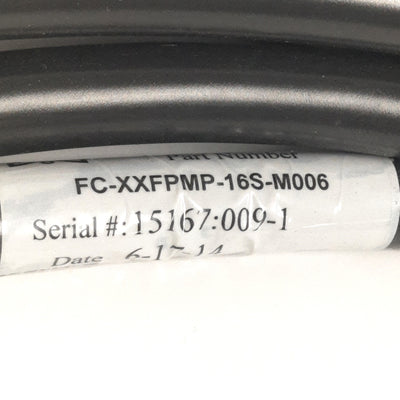 Part Number
FC-XXFPMP-16S-M006
Serial #: 15167:009-1
Date 6-17-14